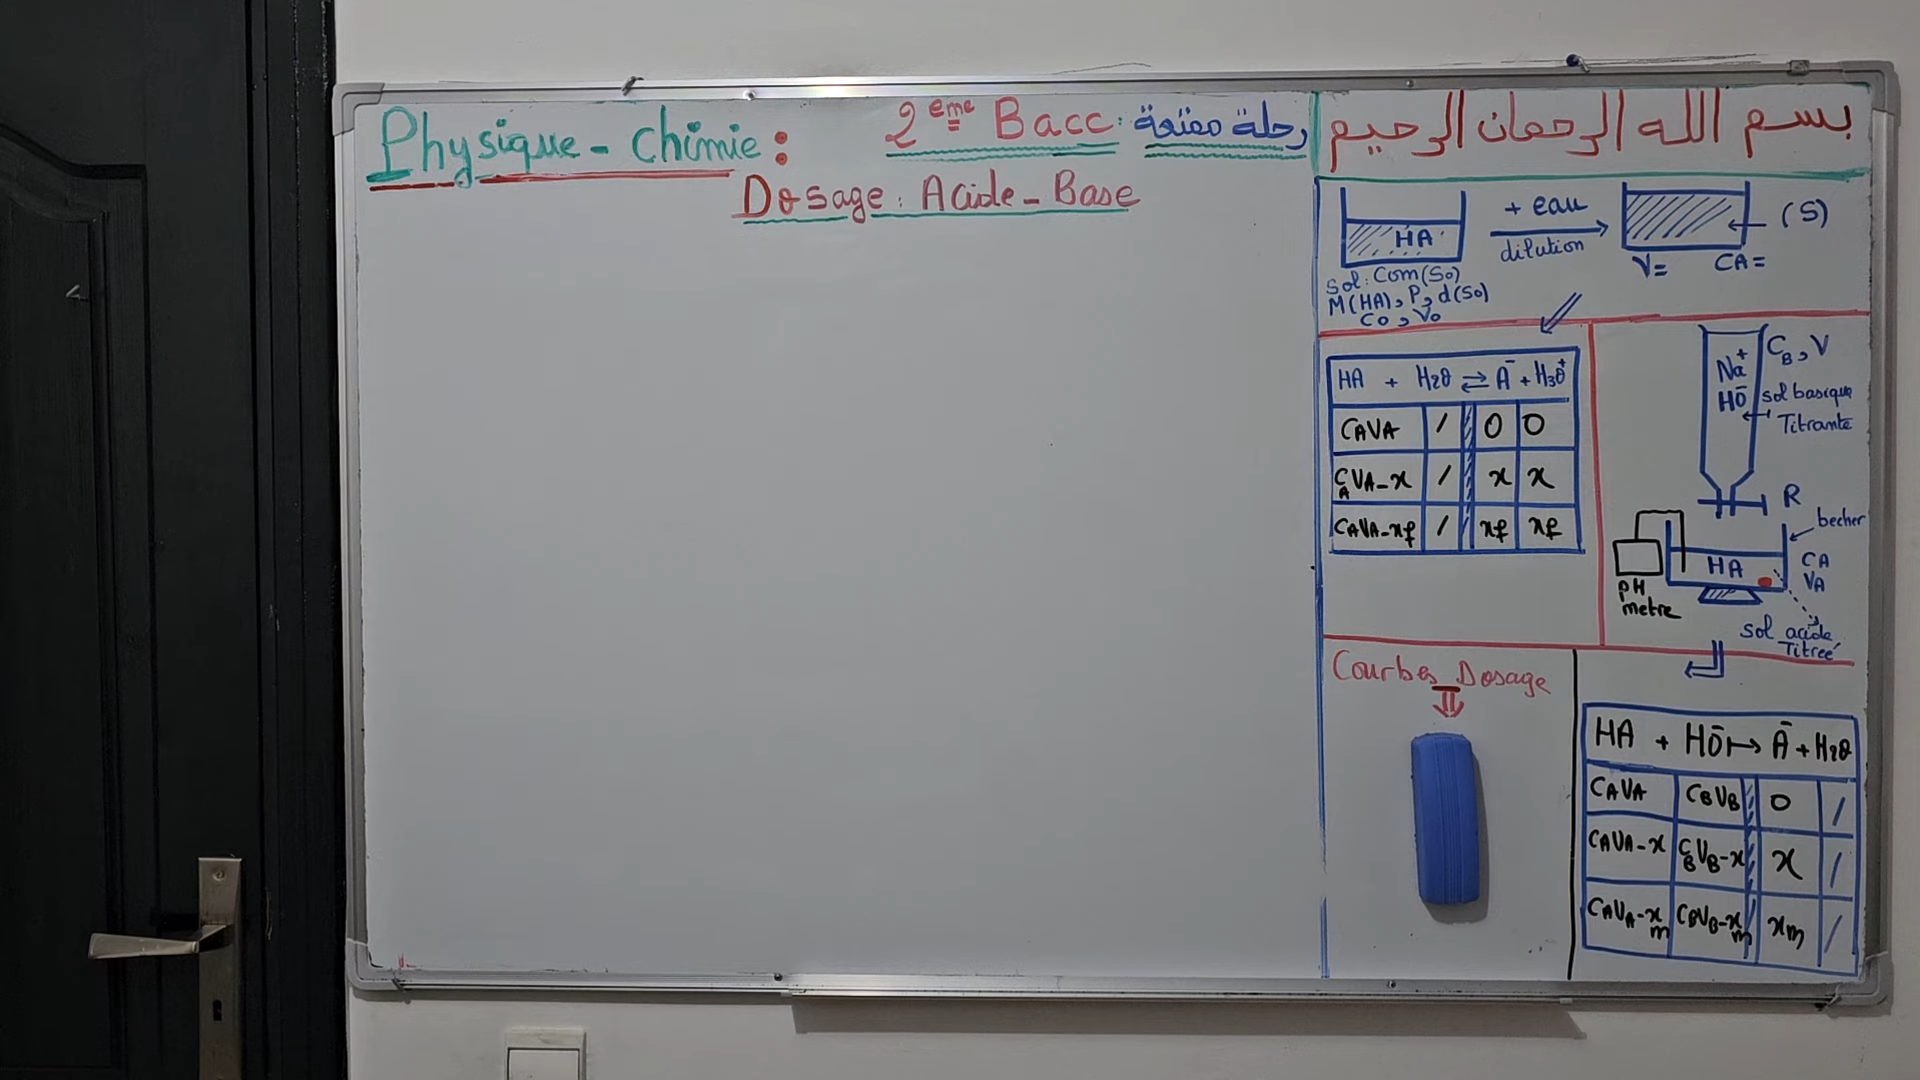 Physique - Chimie : 2ème Bacc : رحلة ممتعة
Dosage : Acide - Base
بسم الله الرحمان الرحيم
HA
+ eau
dilution
(S)
V= CA=
Sol : Com(S0)
M(HA), P, d(S0)
C0, V0
HA + H2O ⇌ A⁻ + H3O⁺
CAVA / 0 0
CAVA-x / x x
CAVA-xf / xf xf
Na⁺
HO⁻
CB, V
sol basique
Titrante
R
becher
HA
CA
VA
pH
metre
sol acide
Titreé
Courbes Dosage
HA + HO⁻ ↦ A⁻ + H2O
CAVA CBVB 0 /
CAVA-x CBVB-x x /
CAVA-xm CBVB-xm xm /